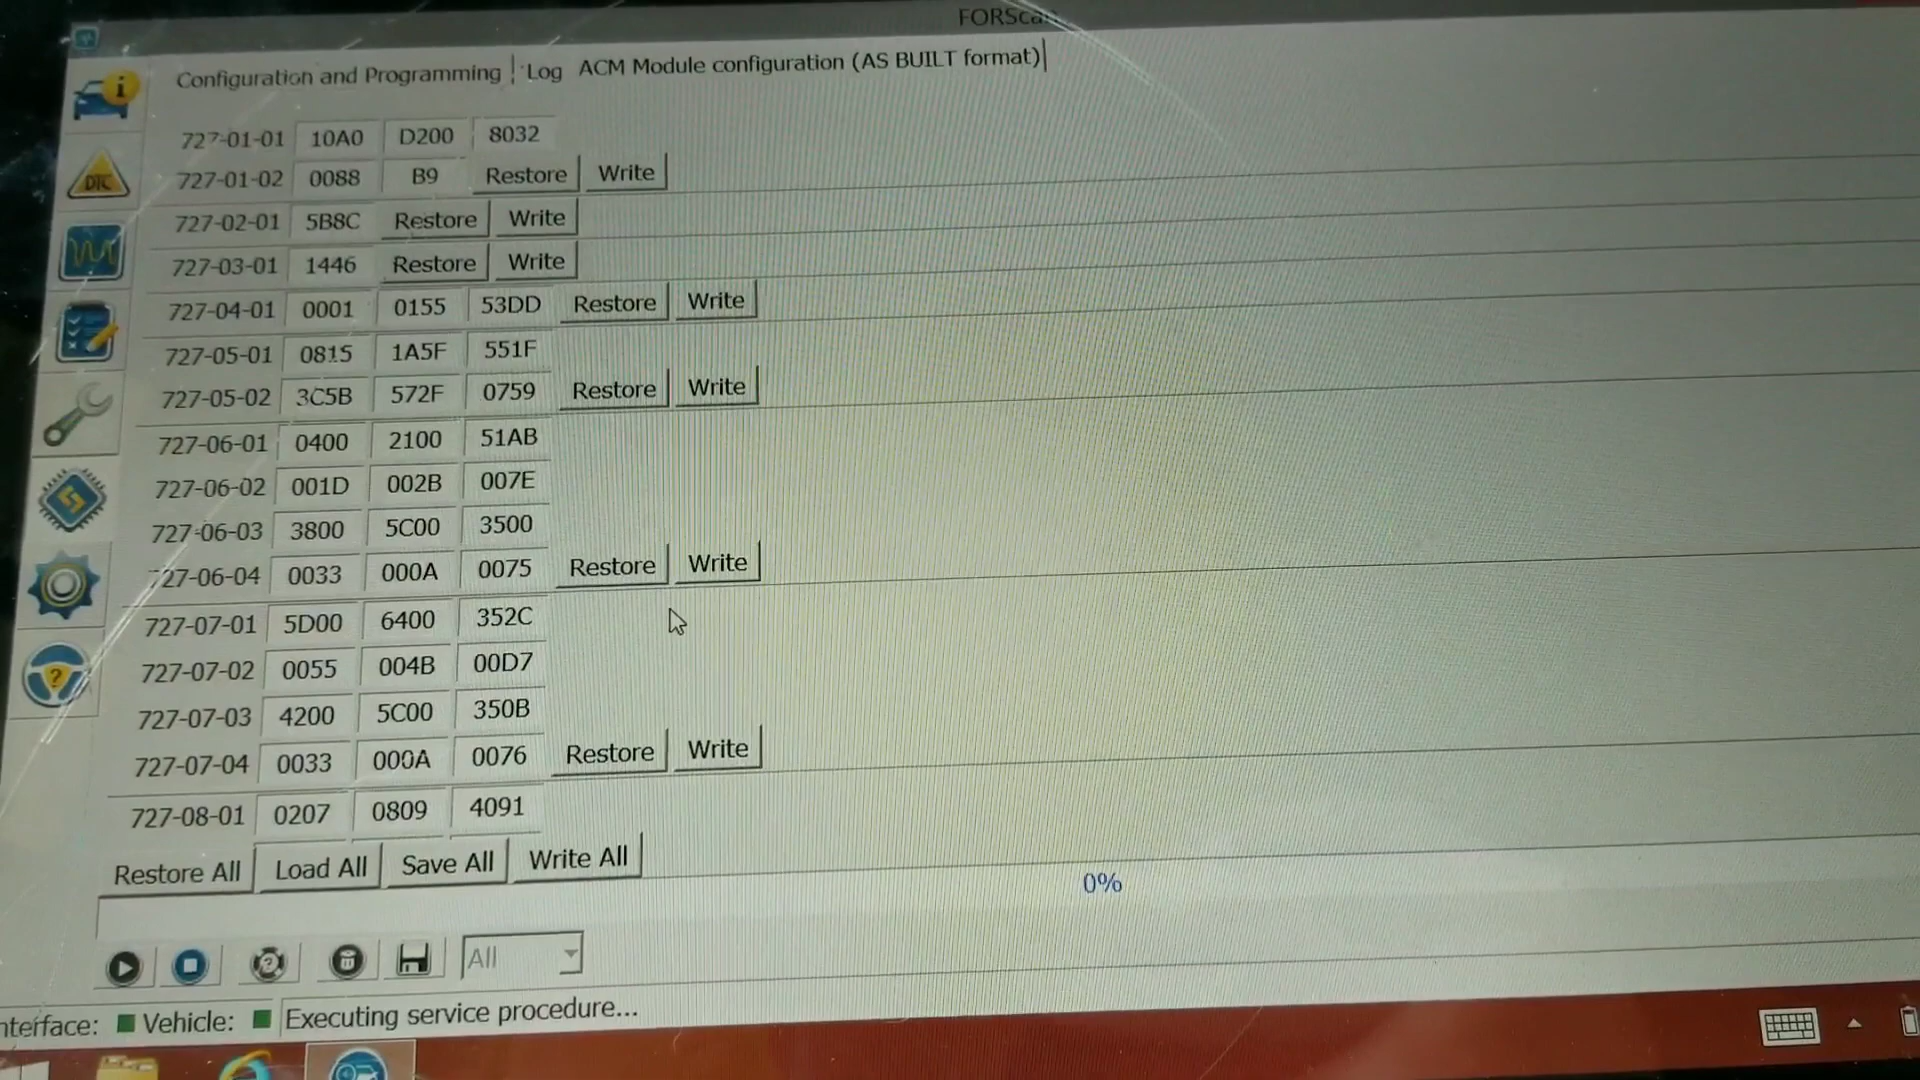 FORScan
Configuration and Programming Log ACM Module configuration (AS BUILT format)
727-01-01 10A0 D200 8032
727-01-02 0088 B9 Restore Write
727-02-01 5B8C Restore Write
727-03-01 1446 Restore Write
727-04-01 0001 0155 53DD Restore Write
727-05-01 0815 1A5F 551F
727-05-02 3C5B 572F 0759 Restore Write
727-06-01 0400 2100 51AB
727-06-02 001D 002B 007E
727-06-03 3800 5C00 3500
727-06-04 0033 000A 0075 Restore Write
727-07-01 5D00 6400 352C
727-07-02 0055 004B 00D7
727-07-03 4200 5C00 350B
727-07-04 0033 000A 0076 Restore Write
727-08-01 0207 0809 4091
Restore All Load All Save All Write All
0%
All
nterface: Vehicle: Executing service procedure...
DTC